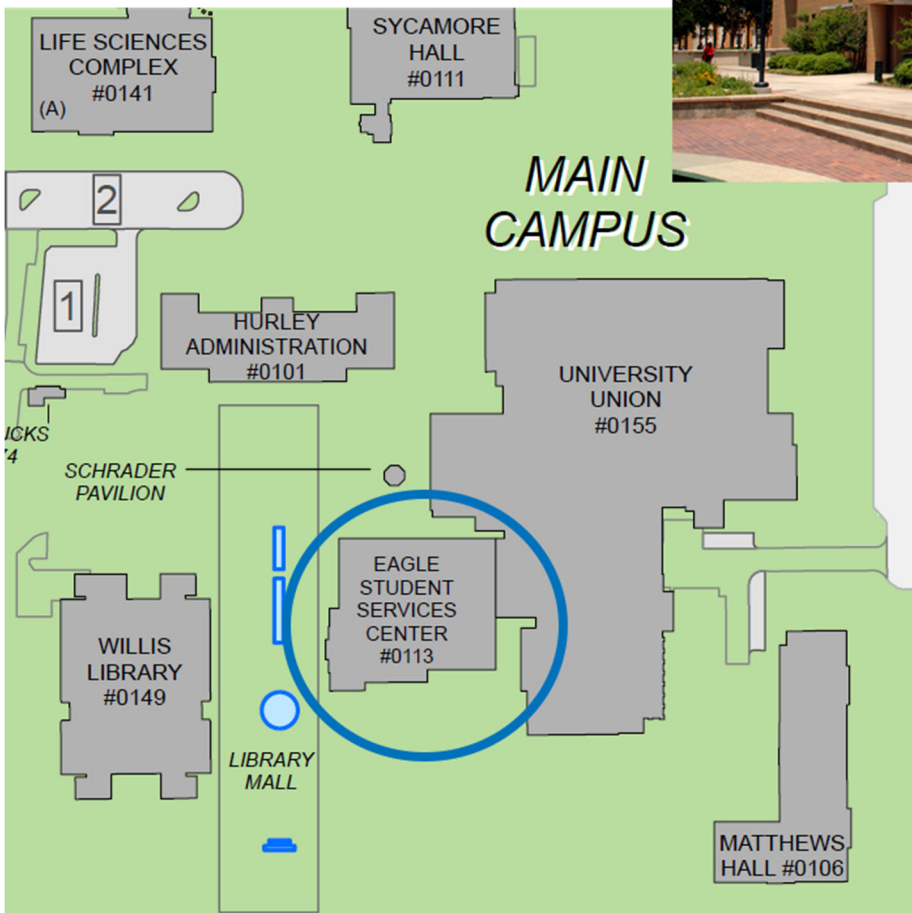 LIFE SCIENCES
COMPLEX
#0141
(A)
SYCAMORE
HALL
#0111
MAIN
CAMPUS
2
1
HURLEY
ADMINISTRATION
#0101
UNIVERSITY
UNION
#0155
SCHRADER
PAVILION
EAGLE
STUDENT
SERVICES
CENTER
#0113
WILLIS
LIBRARY
#0149
LIBRARY
MALL
MATTHEWS
HALL #0106